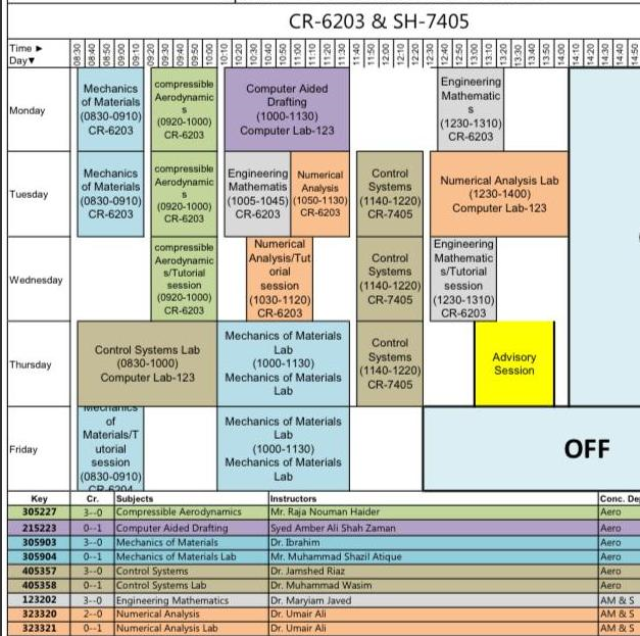 CR-6203 & SH-7405
Time ►
Day▼
08:30 08:40 08:50 09:00 09:10 09:20 09:30 09:40 09:50 10:00 10:10 10:20 10:30 10:40 10:50 11:00 11:10 11:20 11:30 11:40 11:50 12:00 12:10 12:20 12:30 12:40 12:50 13:00 13:10 13:20 13:30 13:40 13:50 14:00 14:10 14:20 14:30 14:40 14:50
Monday
Mechanics
of Materials
(0830-0910)
CR-6203
compressible
Aerodynamic
s
(0920-1000)
CR-6203
Computer Aided
Drafting
(1000-1130)
Computer Lab-123
Engineering
Mathematic
s
(1230-1310)
CR-6203
Tuesday
Mechanics
of Materials
(0830-0910)
CR-6203
compressible
Aerodynamic
s
(0920-1000)
CR-6203
Engineering
Mathematis
(1005-1045)
CR-6203
Numerical
Analysis
(1050-1130)
CR-6203
Control
Systems
(1140-1220)
CR-7405
Numerical Analysis Lab
(1230-1400)
Computer Lab-123
Wednesday
compressible
Aerodynamic
s/Tutorial
session
(0920-1000)
CR-6203
Numerical
Analysis/Tut
orial
session
(1030-1120)
CR-6203
Control
Systems
(1140-1220)
CR-7405
Engineering
Mathematic
s/Tutorial
session
(1230-1310)
CR-6203
Thursday
Control Systems Lab
(0830-1000)
Computer Lab-123
Mechanics of Materials
Lab
(1000-1130)
Mechanics of Materials
Lab
Control
Systems
(1140-1220)
CR-7405
Advisory
Session
Friday
Mechanics
of
Materials/T
utorial
session
(0830-0910)
CR-6204
Mechanics of Materials
Lab
(1000-1130)
Mechanics of Materials
Lab
OFF
Key Cr. Subjects Instructors Conc. De
305227 3--0 Compressible Aerodynamics Mr. Raja Nouman Haider Aero
215223 0--1 Computer Aided Drafting Syed Amber Ali Shah Zaman Aero
305903 3--0 Mechanics of Materials Dr. Ibrahim Aero
305904 0--1 Mechanics of Materials Lab Mr. Muhammad Shazil Atique Aero
405357 3--0 Control Systems Dr. Jamshed Riaz Aero
405358 0--1 Control Systems Lab Dr. Muhammad Wasim Aero
123202 3--0 Engineering Mathematics Dr. Maryiam Javed AM & S
323320 2--0 Numerical Analysis Dr. Umair Ali AM & S
323321 0--1 Numerical Analysis Lab Dr. Umair Ali AM & S